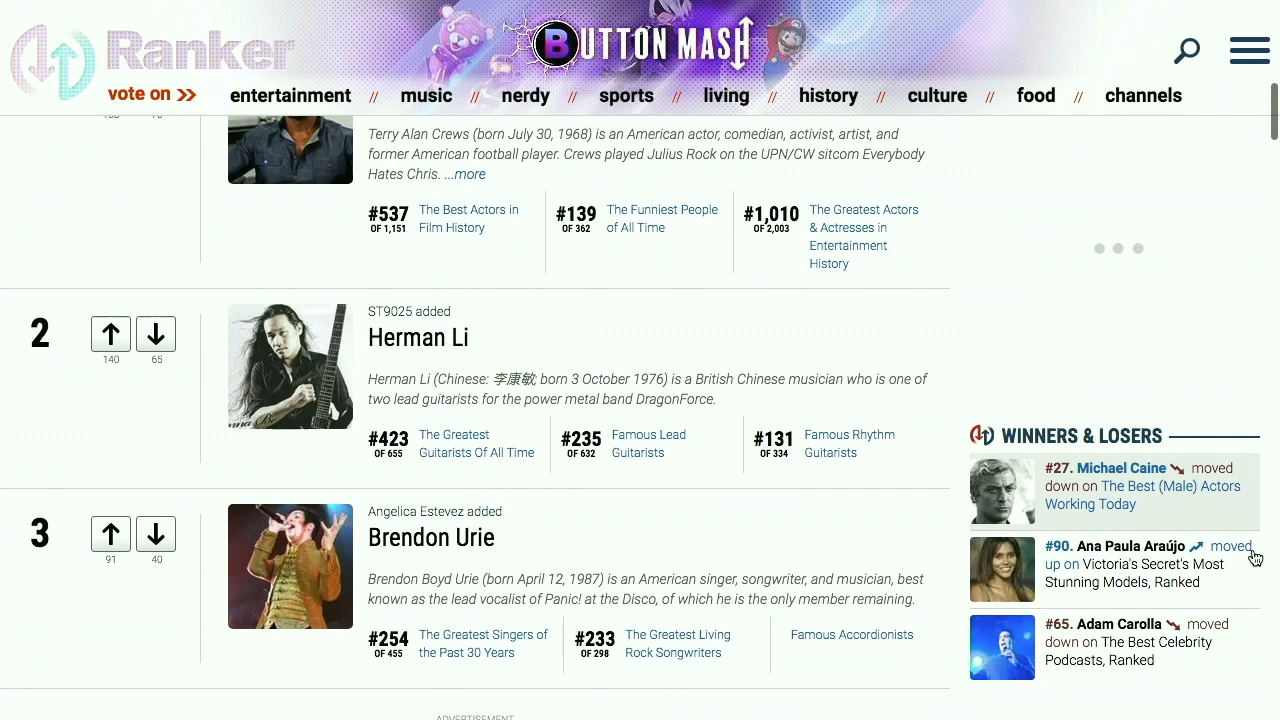 Ranker
BUTTON MASH
vote on >>
entertainment // music // nerdy // sports // living // history // culture // food // channels
Terry Alan Crews (born July 30, 1968) is an American actor, comedian, activist, artist, and
former American football player. Crews played Julius Rock on the UPN/CW sitcom Everybody
Hates Chris. ...more
#537
OF 1,151
The Best Actors in
Film History
#139
OF 362
The Funniest People
of All Time
#1,010
OF 2,003
The Greatest Actors
& Actresses in
Entertainment
History
2
140
65
ST9025 added
Herman Li
Herman Li (Chinese: 李康敏; born 3 October 1976) is a British Chinese musician who is one of
two lead guitarists for the power metal band DragonForce.
#423
OF 655
The Greatest
Guitarists Of All Time
#235
OF 632
Famous Lead
Guitarists
#131
OF 334
Famous Rhythm
Guitarists
3
91
40
Angelica Estevez added
Brendon Urie
Brendon Boyd Urie (born April 12, 1987) is an American singer, songwriter, and musician, best
known as the lead vocalist of Panic! at the Disco, of which he is the only member remaining.
#254
OF 455
The Greatest Singers of
the Past 30 Years
#233
OF 298
The Greatest Living
Rock Songwriters
Famous Accordionists
WINNERS & LOSERS
#27. Michael Caine moved
down on The Best (Male) Actors
Working Today
#90. Ana Paula Araújo moved
up on Victoria's Secret's Most
Stunning Models, Ranked
#65. Adam Carolla moved
down on The Best Celebrity
Podcasts, Ranked
ADVERTISEMENT